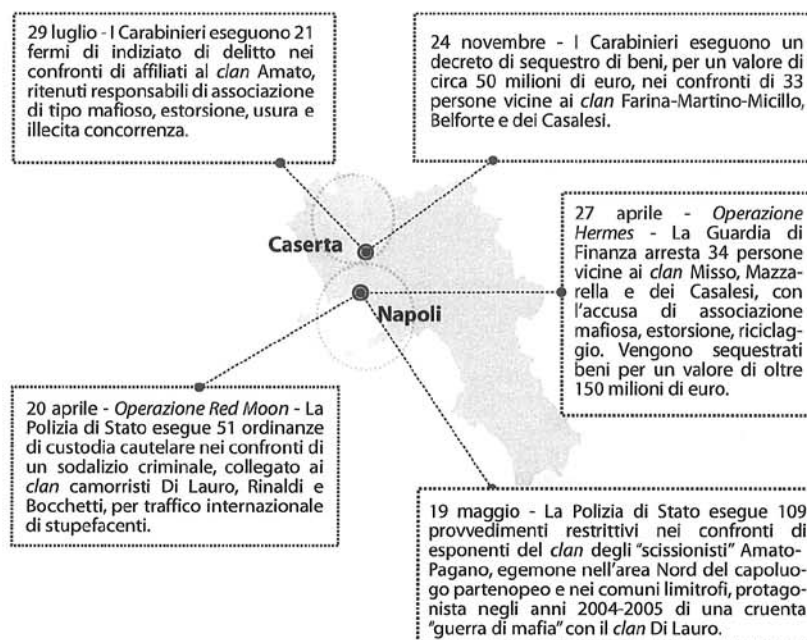 29 luglio - I Carabinieri eseguono 21
fermi di indiziato di delitto nei
confronti di affiliati al clan Amato,
ritenuti responsabili di associazione
di tipo mafioso, estorsione, usura e
illecita concorrenza.
24 novembre - I Carabinieri eseguono un
decreto di sequestro di beni, per un valore di
circa 50 milioni di euro, nei confronti di 33
persone vicine ai clan Farina-Martino-Micillo,
Belforte e dei Casalesi.
Caserta
Napoli
27 aprile - Operazione
Hermes - La Guardia di
Finanza arresta 34 persone
vicine ai clan Misso, Mazza-
rella e dei Casalesi, con
l'accusa di associazione
mafiosa, estorsione, riciclag-
gio. Vengono sequestrati
beni per un valore di oltre
150 milioni di euro.
20 aprile - Operazione Red Moon - La
Polizia di Stato esegue 51 ordinanze
di custodia cautelare nei confronti di
un sodalizio criminale, collegato ai
clan camorristi Di Lauro, Rinaldi e
Bocchetti, per traffico internazionale
di stupefacenti.
19 maggio - La Polizia di Stato esegue 109
provvedimenti restrittivi nei confronti di
esponenti del clan degli "scissionisti" Amato-
Pagano, egemone nell'area Nord del capoluo-
go partenopeo e nei comuni limitrofi, protago-
nista negli anni 2004-2005 di una cruenta
"guerra di mafia" con il clan Di Lauro.